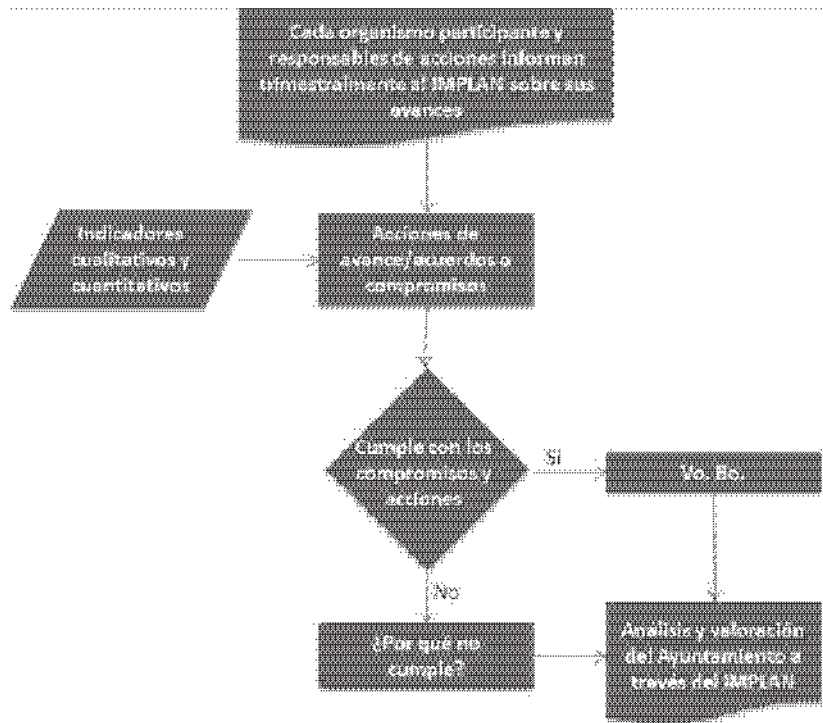 Cada organismo participante y
responsables de acciones informan
trimestralmente al IMPLAN sobre sus
avances
Indicadores
cualitativos y
cuantitativos
Acciones de
avance/acuerdos o
compromisos
Cumple con los
compromisos y
acciones
Si
Vo. Bo.
No
¿Por qué no
cumple?
Análisis y valoración
del Ayuntamiento a
través del IMPLAN